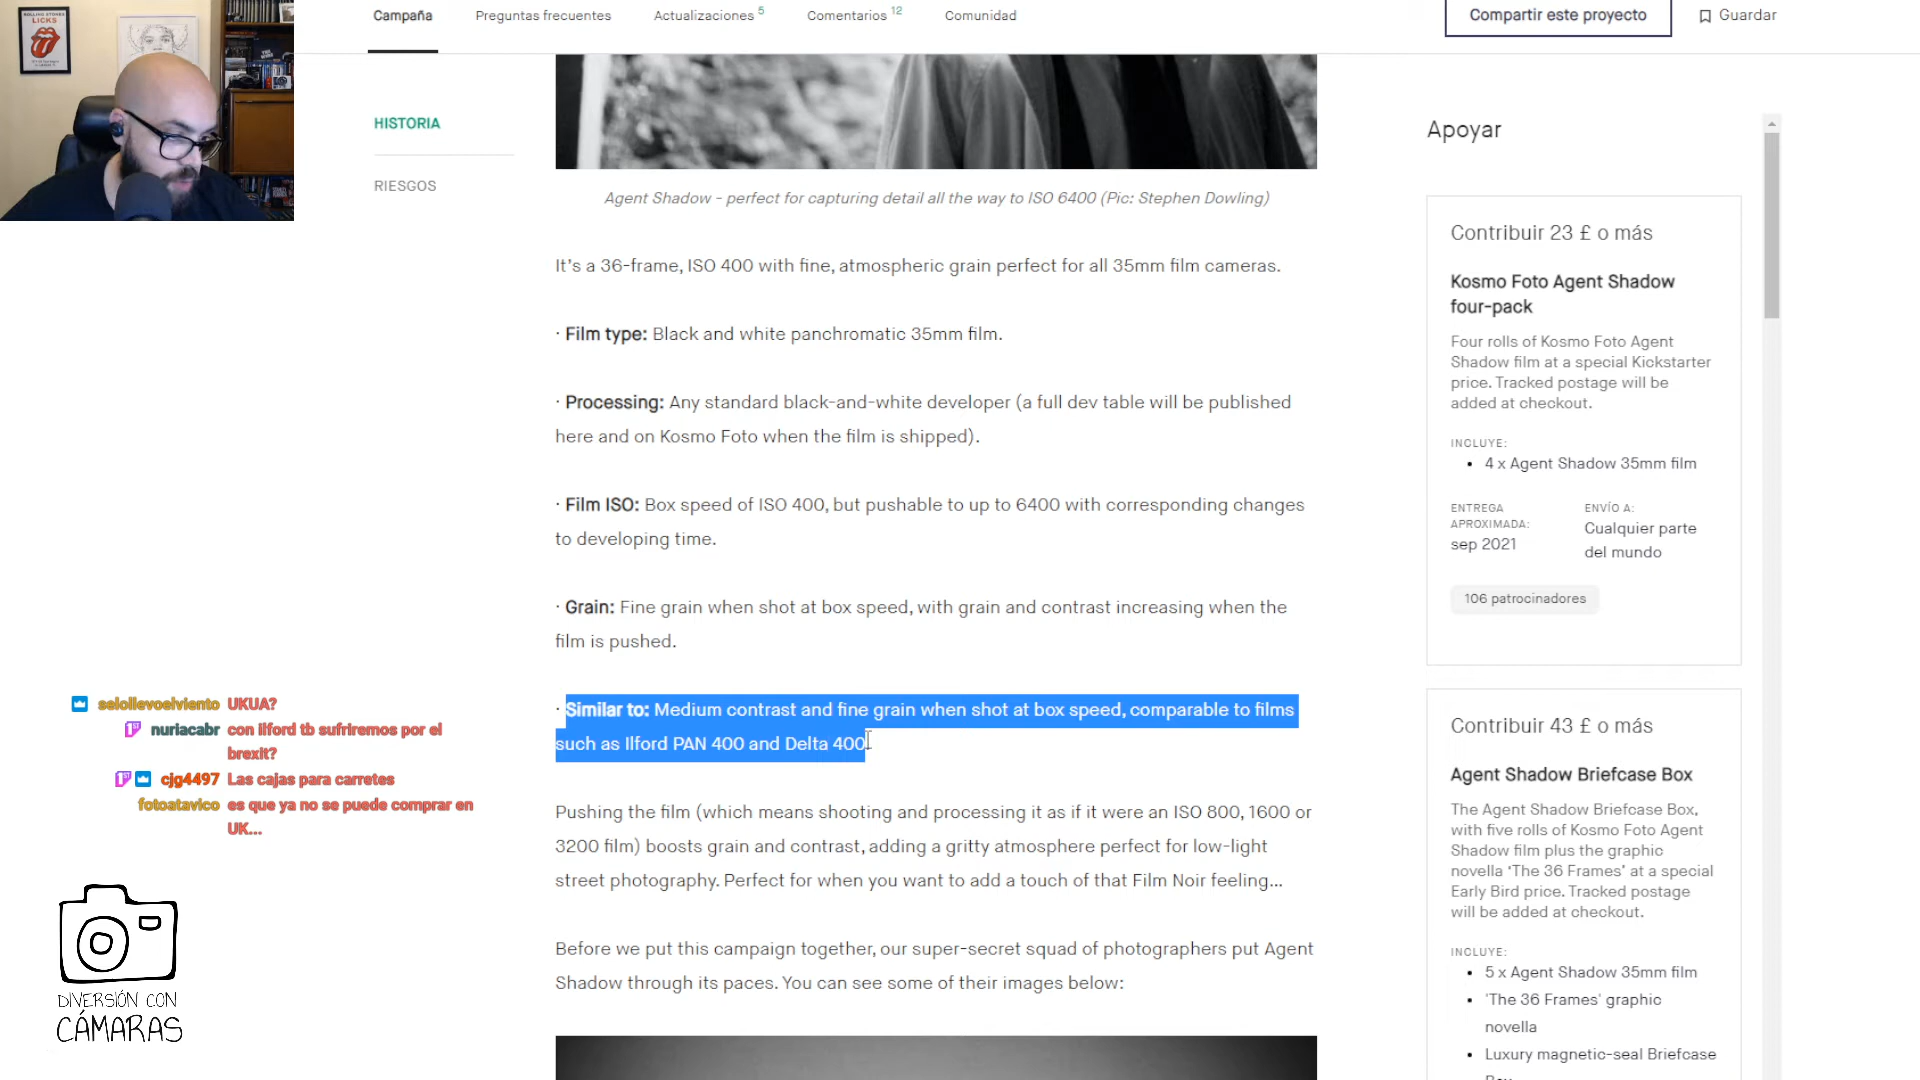 Campaña
Preguntas frecuentes
Actualizaciones 5
Comentarios 12
Comunidad
Compartir este proyecto
Guardar
ROLLING STONES
LICKS
HISTORIA
RIESGOS
Agent Shadow - perfect for capturing detail all the way to ISO 6400 (Pic: Stephen Dowling)
It's a 36-frame, ISO 400 with fine, atmospheric grain perfect for all 35mm film cameras.
· Film type: Black and white panchromatic 35mm film.
· Processing: Any standard black-and-white developer (a full dev table will be published
here and on Kosmo Foto when the film is shipped).
· Film ISO: Box speed of ISO 400, but pushable to up to 6400 with corresponding changes
to developing time.
· Grain: Fine grain when shot at box speed, with grain and contrast increasing when the
film is pushed.
· Similar to: Medium contrast and fine grain when shot at box speed, comparable to films
such as Ilford PAN 400 and Delta 400
Pushing the film (which means shooting and processing it as if it were an ISO 800, 1600 or
3200 film) boosts grain and contrast, adding a gritty atmosphere perfect for low-light
street photography. Perfect for when you want to add a touch of that Film Noir feeling...
Before we put this campaign together, our super-secret squad of photographers put Agent
Shadow through its paces. You can see some of their images below:
Apoyar
Contribuir 23 £ o más
Kosmo Foto Agent Shadow
four-pack
Four rolls of Kosmo Foto Agent
Shadow film at a special Kickstarter
price. Tracked postage will be
added at checkout.
INCLUYE:
• 4 x Agent Shadow 35mm film
ENTREGA
APROXIMADA:
sep 2021
ENVÍO A:
Cualquier parte
del mundo
106 patrocinadores
Contribuir 43 £ o más
Agent Shadow Briefcase Box
The Agent Shadow Briefcase Box,
with five rolls of Kosmo Foto Agent
Shadow film plus the graphic
novella 'The 36 Frames' at a special
Early Bird price. Tracked postage
will be added at checkout.
INCLUYE:
• 5 x Agent Shadow 35mm film
• 'The 36 Frames' graphic
novella
• Luxury magnetic-seal Briefcase
selollevoelviento UKUA?
nuriacabr con ilford tb sufriremos por el
brexit?
cjg4497 Las cajas para carretes
fotoatavico es que ya no se puede comprar en
UK...
DIVERSIÓN CON
CÁMARAS